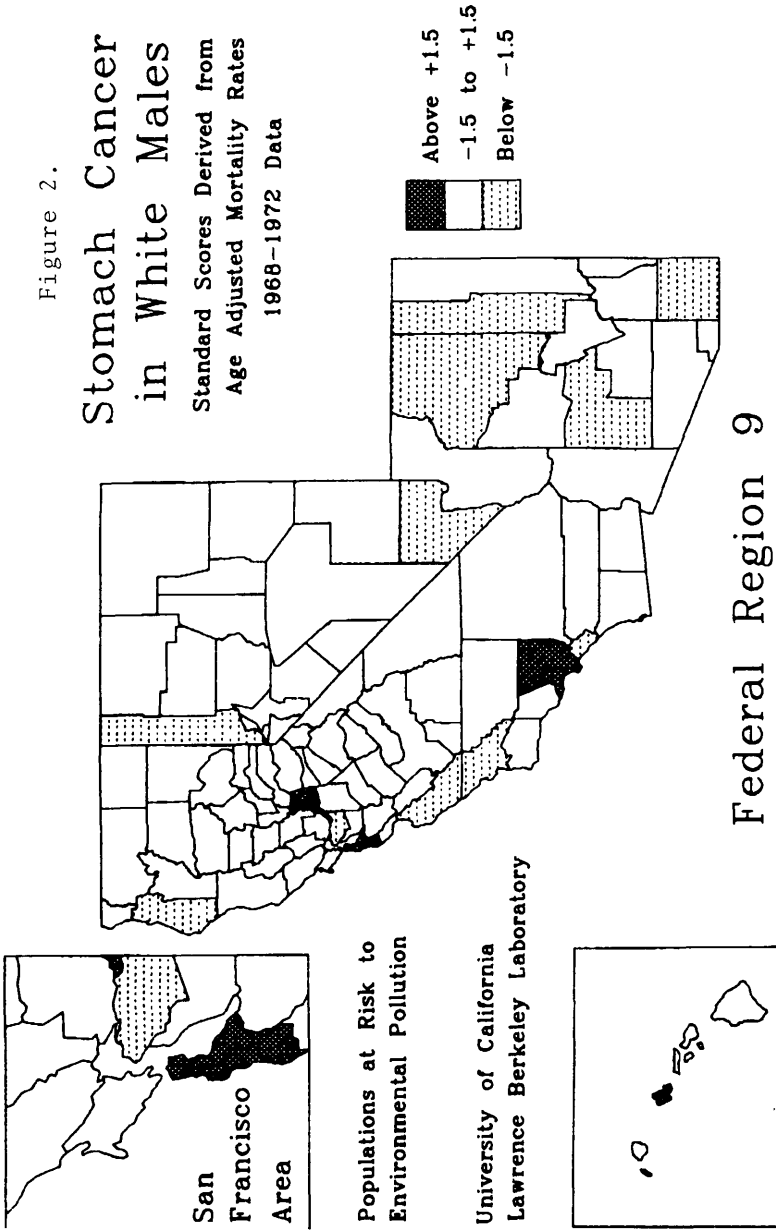 Figure 2.
Stomach Cancer
in White Males
Standard Scores Derived from
Age Adjusted Mortality Rates
1968-1972 Data
Above +1.5
-1.5 to +1.5
Below -1.5
San
Francisco
Area
Populations at Risk to
Environmental Pollution
University of California
Lawrence Berkeley Laboratory
Federal Region 9